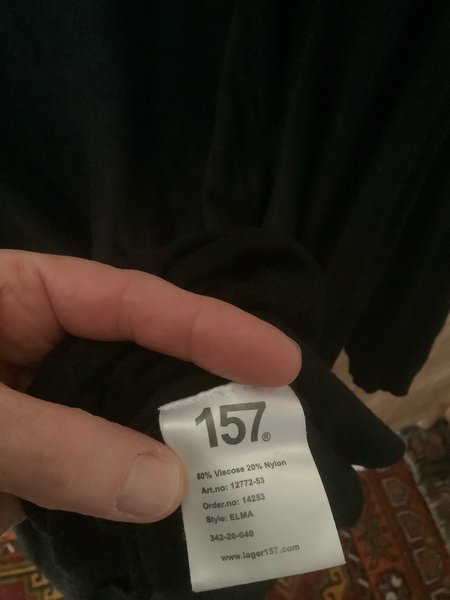 157®
80% Viscose 20% Nylon
Art.no: 12772-53
Order.no: 14253
Style: ELMA
342-20-040
www.lager157.com